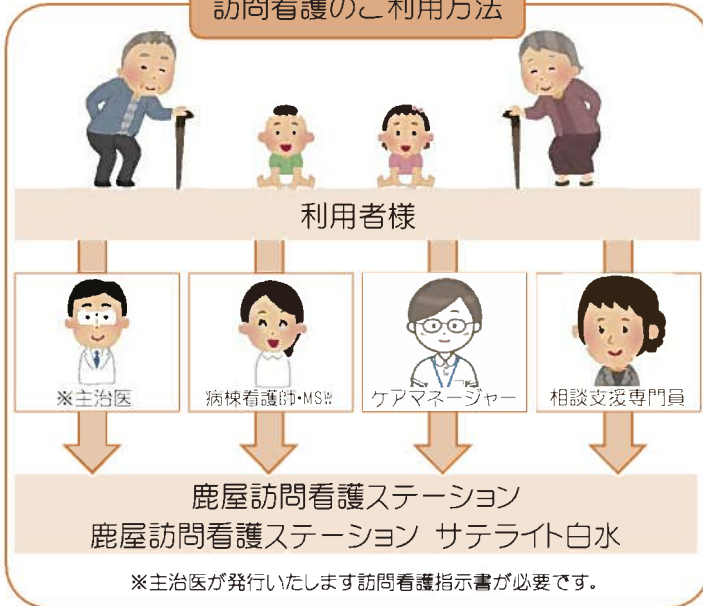 訪問看護のご利用方法
利用者様
※主治医
病棟看護師・MSW
ケアマネージャー
相談支援専門員
鹿屋訪問看護ステーション
鹿屋訪問看護ステーション サテライト白水
※主治医が発行いたします訪問看護指示書が必要です。